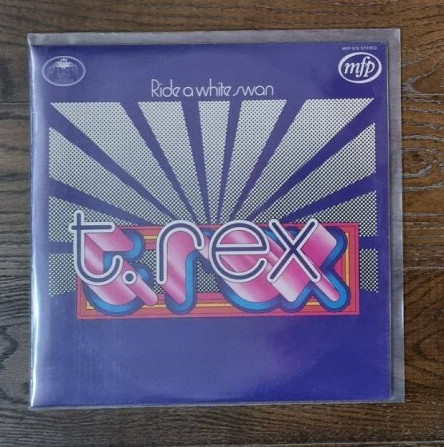 Ride a white swan
mfp
t.rex